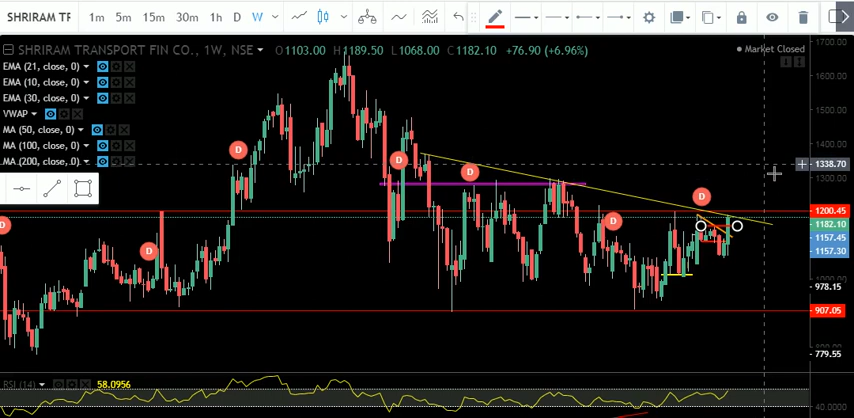 SHRIRAM TF 1m 5m 15m 30m 1h D W
SHRIRAM TRANSPORT FIN CO., 1W, NSE O1103.00 H1189.50 L1068.00 C1182.10 +76.90 (+6.96%) Market Closed 1700.00
EMA (21, close, 0)
1600.00
EMA (10, close, 0)
EMA (30, close, 0)
1500.00
VWAP
MA (50, close, 0)
1400.00
MA (100, close, 0)
D D
MA (200, close, 0)
1338.70
D
1300.00
D
1200.45
D D D
1182.10
1157.45
1157.30
978.15
907.05
779.55
RSI (14) 58.0956
40.0000